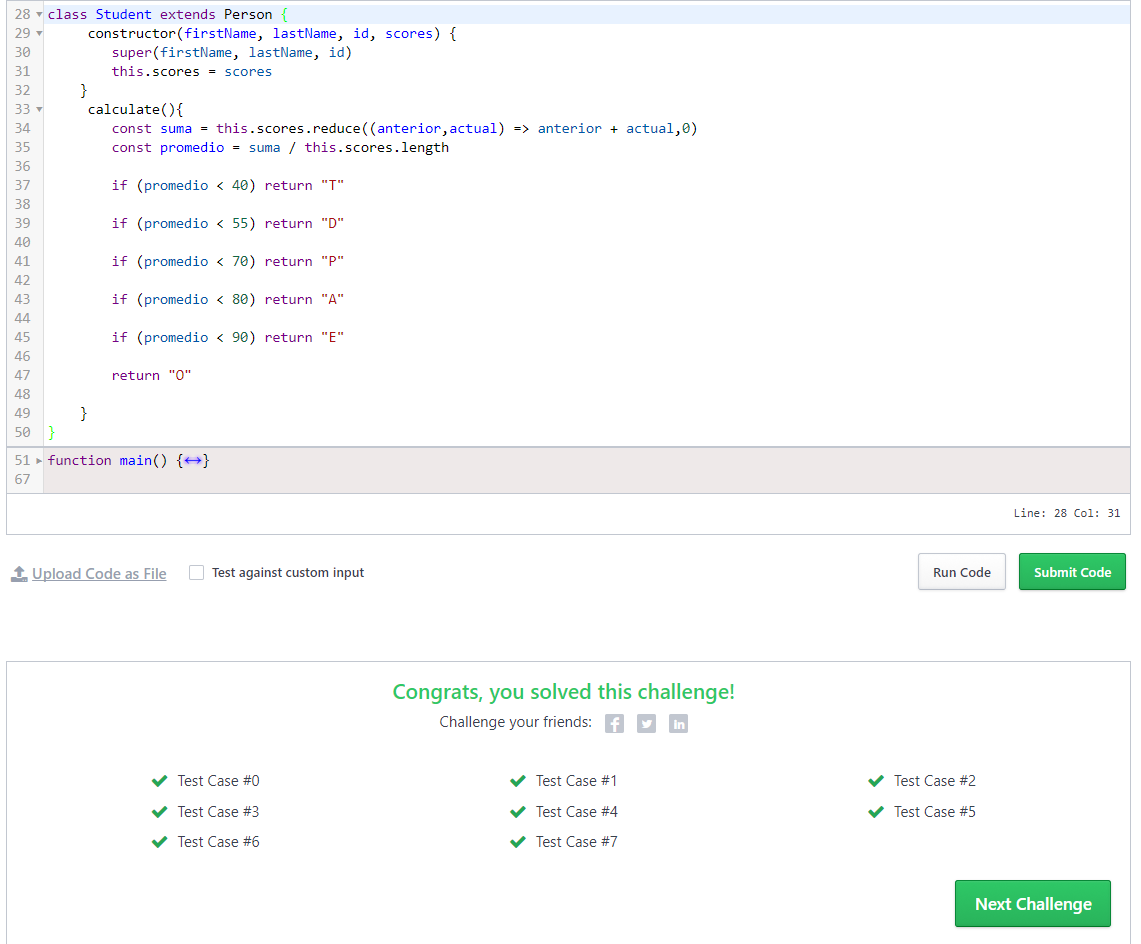 28 class Student extends Person {
29 constructor(firstName, lastName, id, scores) {
30 super(firstName, lastName, id)
31 this.scores = scores
32 }
33 calculate(){
34 const suma = this.scores.reduce((anterior,actual) => anterior + actual,0)
35 const promedio = suma / this.scores.length
36
37 if (promedio < 40) return "T"
38
39 if (promedio < 55) return "D"
40
41 if (promedio < 70) return "P"
42
43 if (promedio < 80) return "A"
44
45 if (promedio < 90) return "E"
46
47 return "O"
48
49 }
50 }
51 function main() {↔}
67
Line: 28 Col: 31
Upload Code as File Test against custom input Run Code Submit Code
Congrats, you solved this challenge!
Challenge your friends:
Test Case #0 Test Case #1 Test Case #2
Test Case #3 Test Case #4 Test Case #5
Test Case #6 Test Case #7
Next Challenge